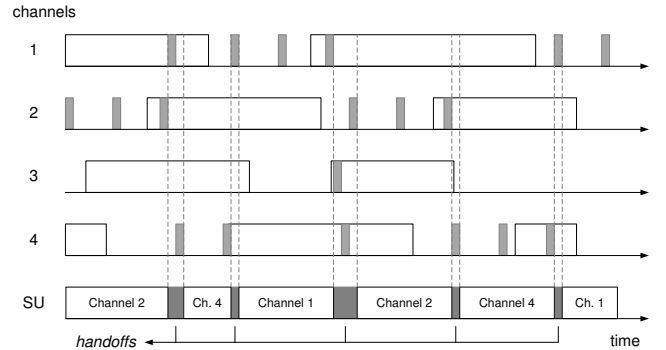 channels
1
2
3
4
SU
Channel 2
Ch. 4
Channel 1
Channel 2
Channel 4
Ch. 1
handoffs
time